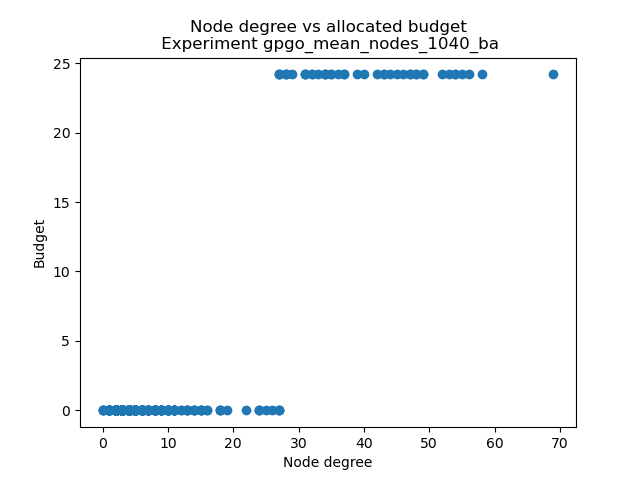 Node degree vs allocated budget
Experiment gpgo_mean_nodes_1040_ba
25
20
15
10
5
0
Budget
0 10 20 30 40 50 60 70
Node degree